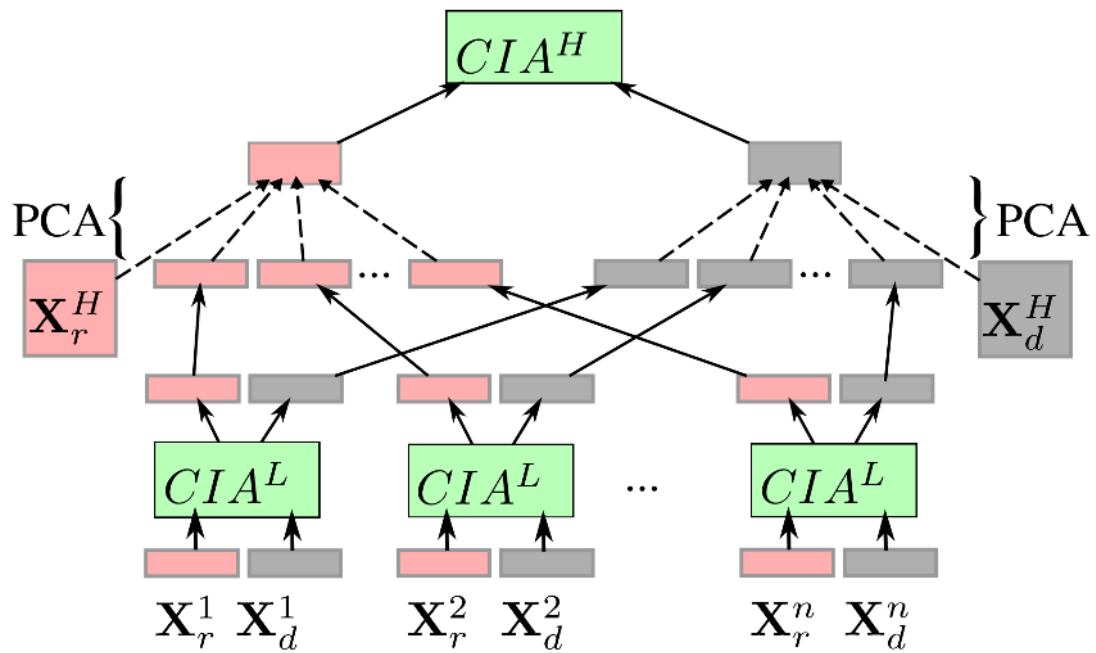 CIA^H
PCA { } PCA
X_r^H ... ... X_d^H
CIA^L CIA^L ... CIA^L
X_r^1 X_d^1 X_r^2 X_d^2 X_r^n X_d^n